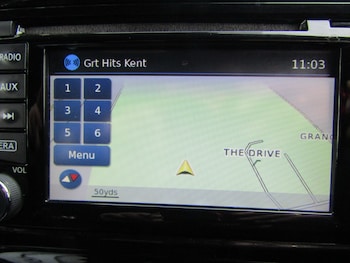 Grt Hits Kent
11:03
RADIO
AUX
ERA
VOL
1 2
3 4
5 6
Menu
THE DRIVE
GRAN
50yds